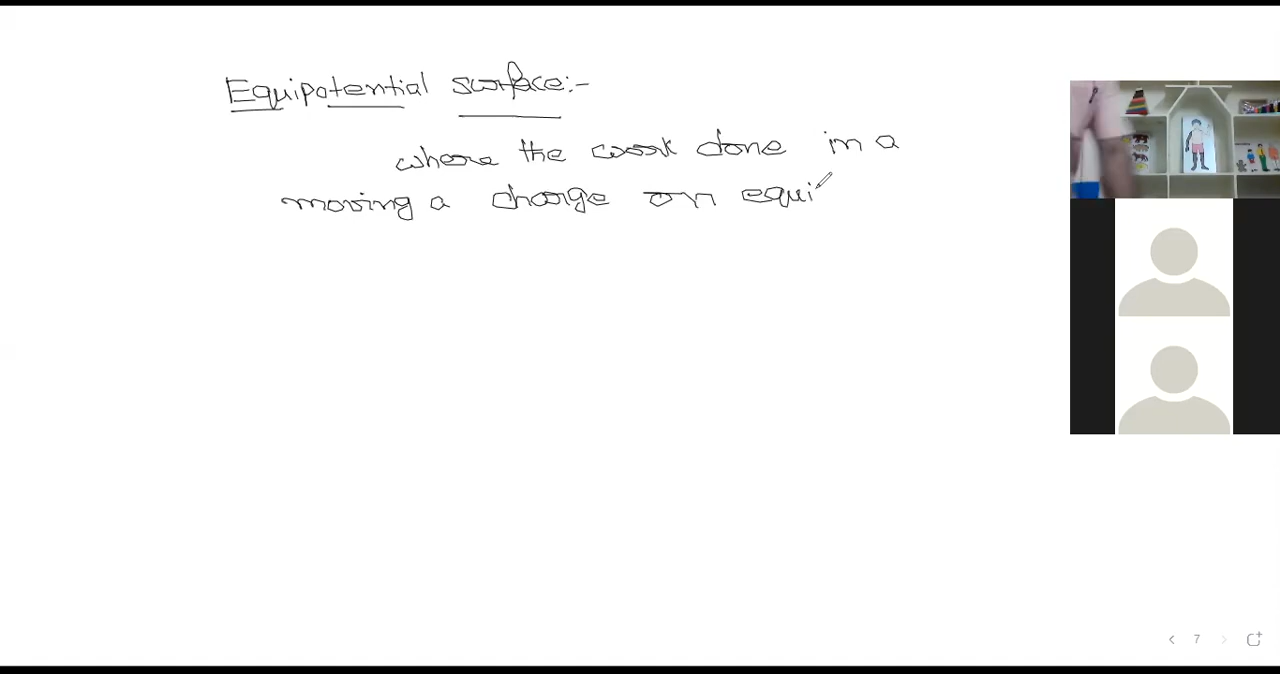 Equipotential surface:-
where the work done in a
moving a charge on equi
7